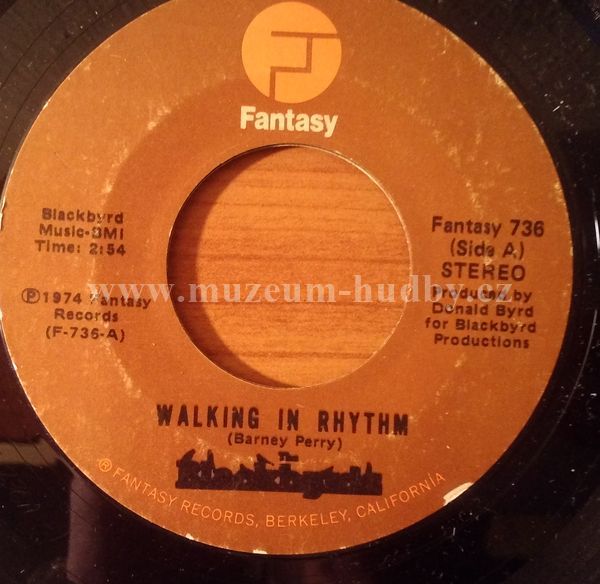 Fantasy
Blackbyrd
Music-BMI
Time: 2:54
Fantasy 736
(Side A)
STEREO
℗1974 Fantasy
Records
(F-736-A)
Produced by
Donald Byrd
for Blackbyrd
Productions
www.muzeum-hudby.cz
WALKING IN RHYTHM
(Barney Perry)
The
Blackbyrds
® FANTASY RECORDS, BERKELEY, CALIFORNIA